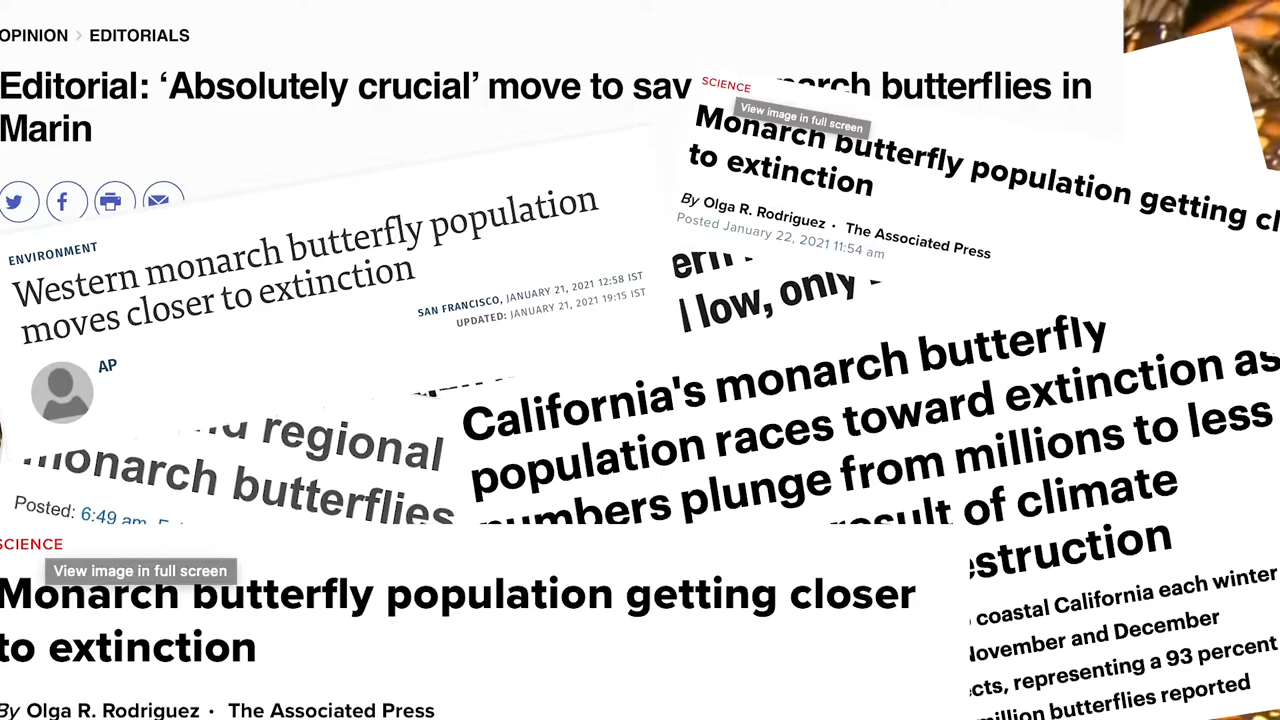 OPINION > EDITORIALS
Editorial: ‘Absolutely crucial’ move to sav
butterflies in
Marin
SCIENCE
View image in full screen
Monarch butterfly population getting
to extinction
By Olga R. Rodriguez · The Associated Press
Posted January 22, 2021 11:54 am
ENVIRONMENT
Western monarch butterfly population
moves closer to extinction
SAN FRANCISCO, JANUARY 21, 2021 12:58 IST
UPDATED: JANUARY 21, 2021 19:15 IST
AP
low, only
regional
monarch butterflies
Posted: 6:49 am
California's monarch butterfly
population races toward extinction as
numbers plunge from millions to less
result of climate
estruction
coastal California each winter
November and December
cts, representing a 93 percent
million butterflies reported
SCIENCE
View image in full screen
Monarch butterfly population getting closer
to extinction
By Olga R. Rodriguez · The Associated Press